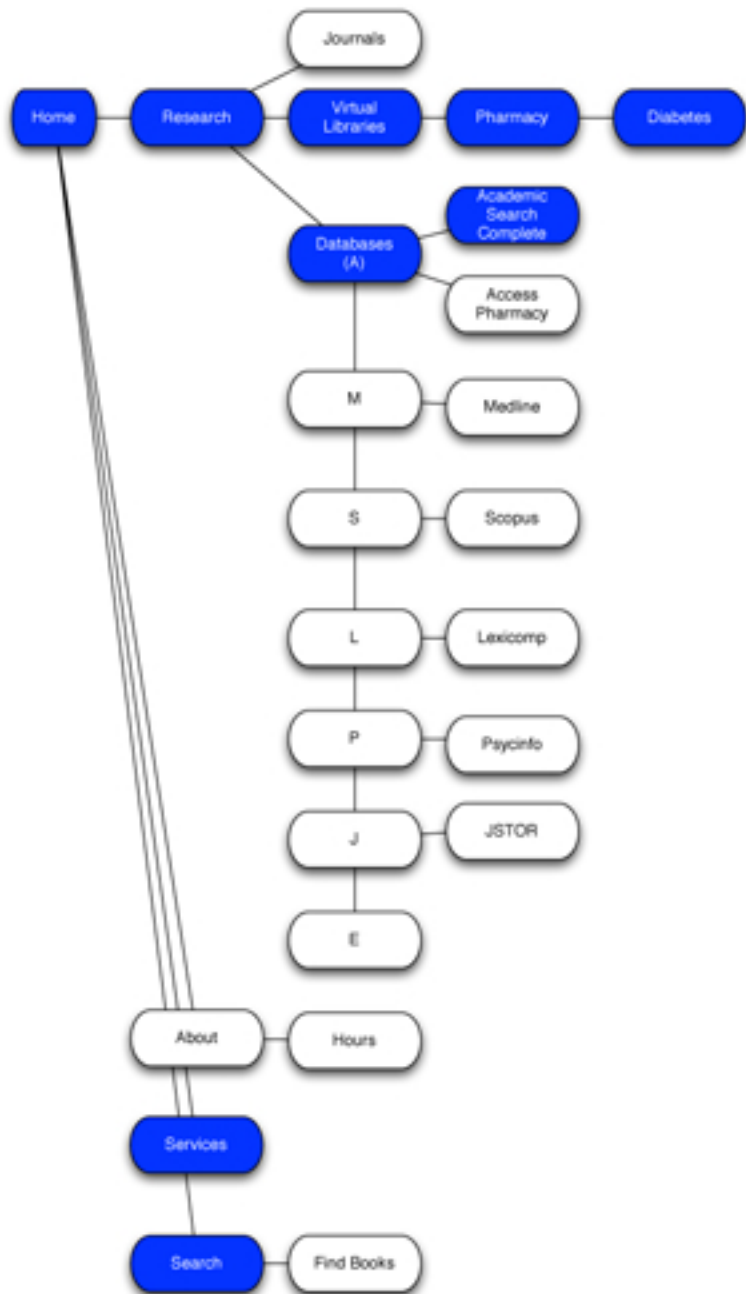 Journals
Home
Research
Virtual
Libraries
Pharmacy
Diabetes
Academic
Search
Complete
Databases
(A)
Access
Pharmacy
M
Medline
S
Scopus
L
Lexicomp
P
Psycinfo
J
JSTOR
E
About
Hours
Services
Search
Find Books